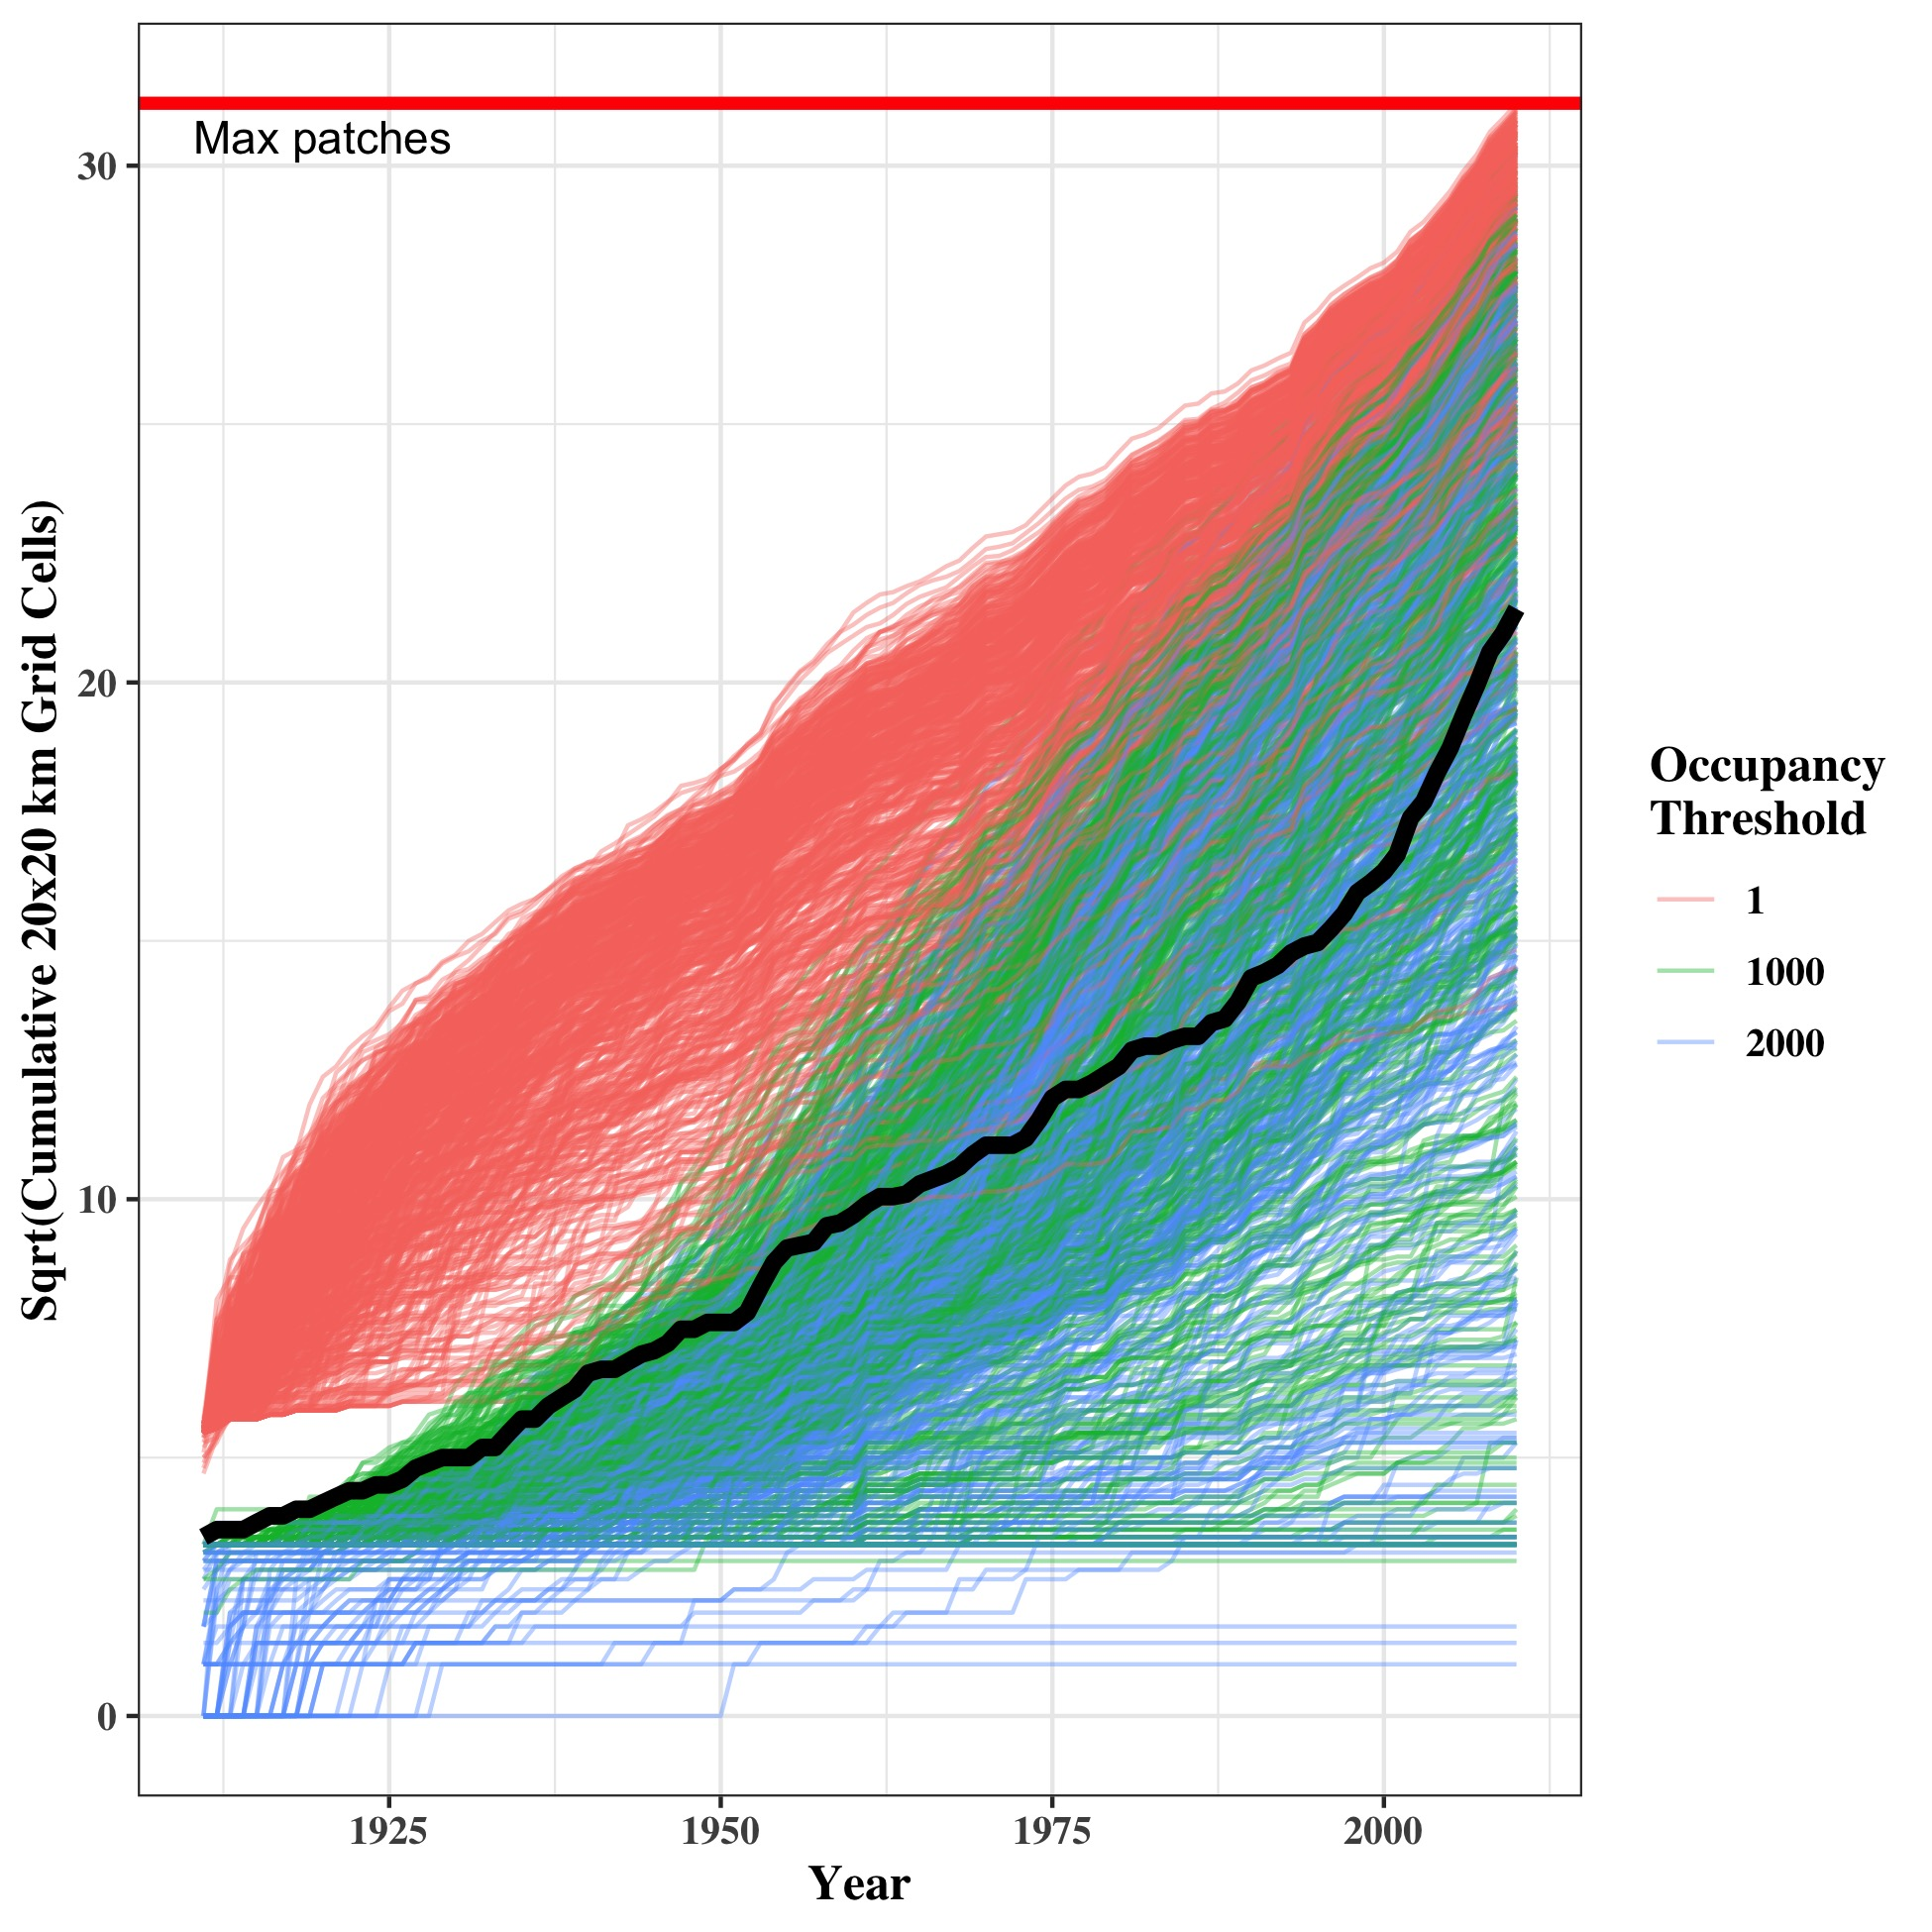 Max patches
30
20
10
0
Sqrt(Cumulative 20x20 km Grid Cells)
1925 1950 1975 2000
Year
Occupancy
Threshold
1
1000
2000